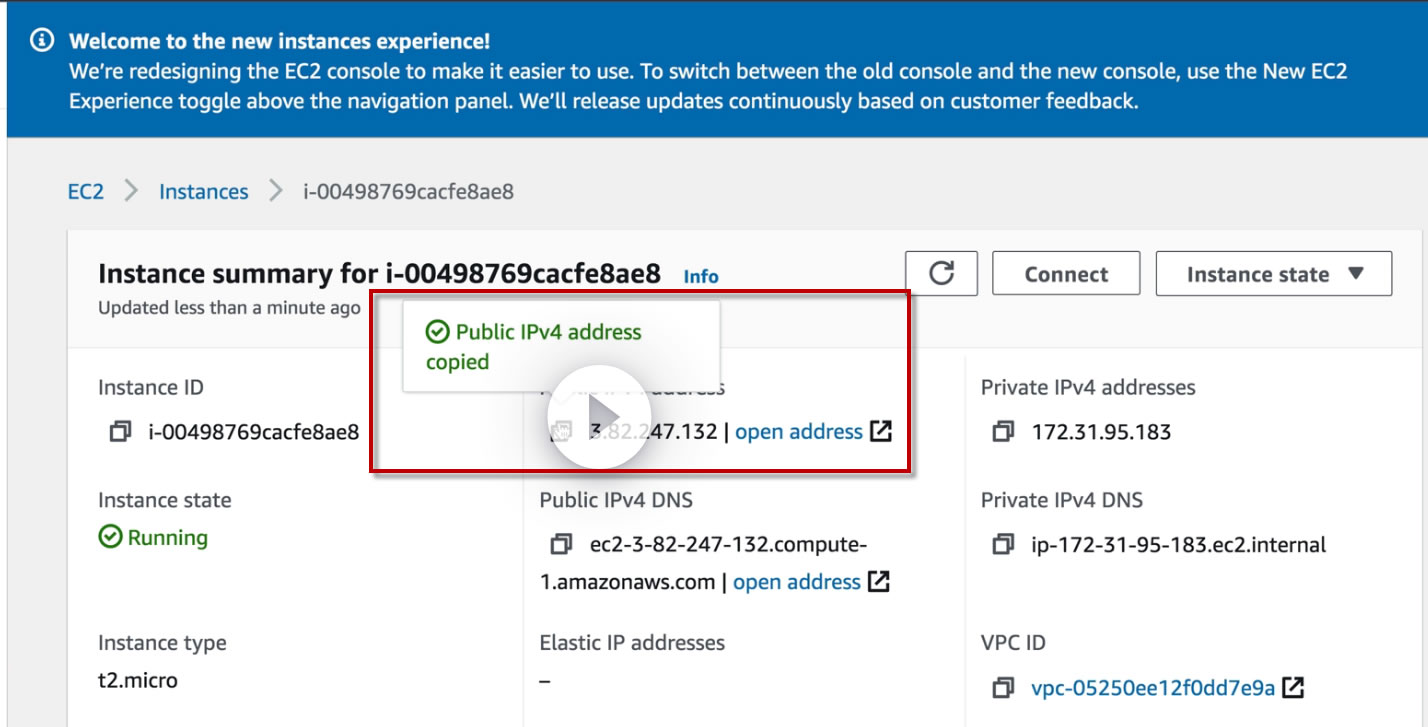 Welcome to the new instances experience!
We're redesigning the EC2 console to make it easier to use. To switch between the old console and the new console, use the New EC2
Experience toggle above the navigation panel. We'll release updates continuously based on customer feedback.
EC2 > Instances > i-00498769cacfe8ae8
Instance summary for i-00498769cacfe8ae8 Info
Updated less than a minute ago
Connect
Instance state
Public IPv4 address
copied
Instance ID
i-00498769cacfe8ae8
address
3.82.247.132 | open address
Private IPv4 addresses
172.31.95.183
Instance state
Running
Public IPv4 DNS
ec2-3-82-247-132.compute-
1.amazonaws.com | open address
Private IPv4 DNS
ip-172-31-95-183.ec2.internal
Instance type
t2.micro
Elastic IP addresses
–
VPC ID
vpc-05250ee12f0dd7e9a